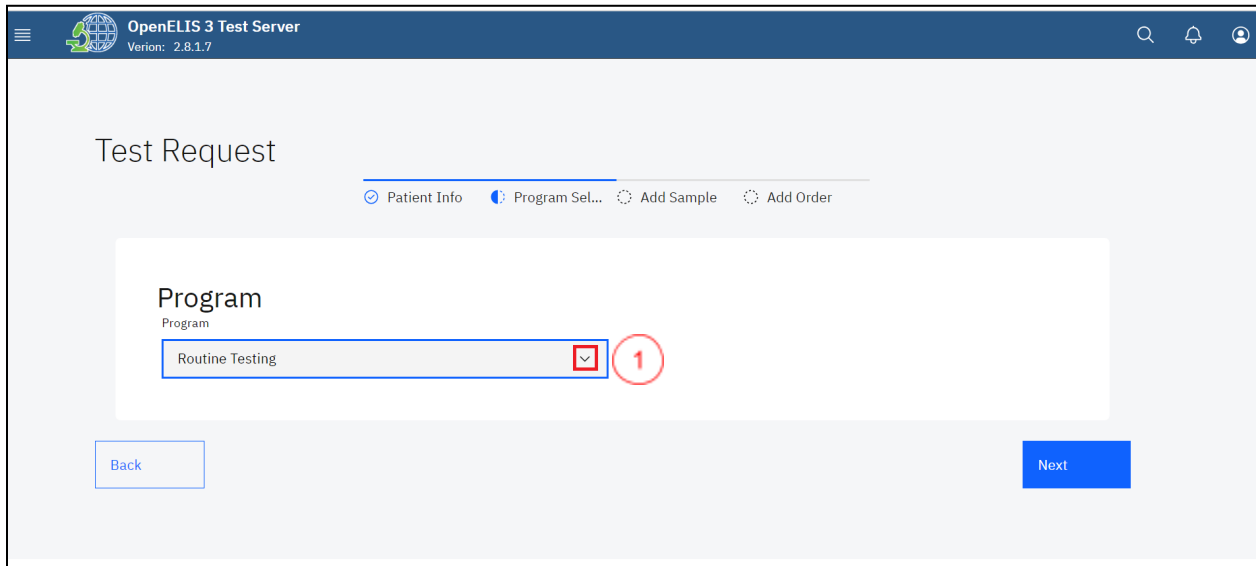 OpenELIS 3 Test Server
Verion: 2.8.1.7
Test Request
Patient Info Program Sel... Add Sample Add Order
Program
Program
Routine Testing
1
Back Next